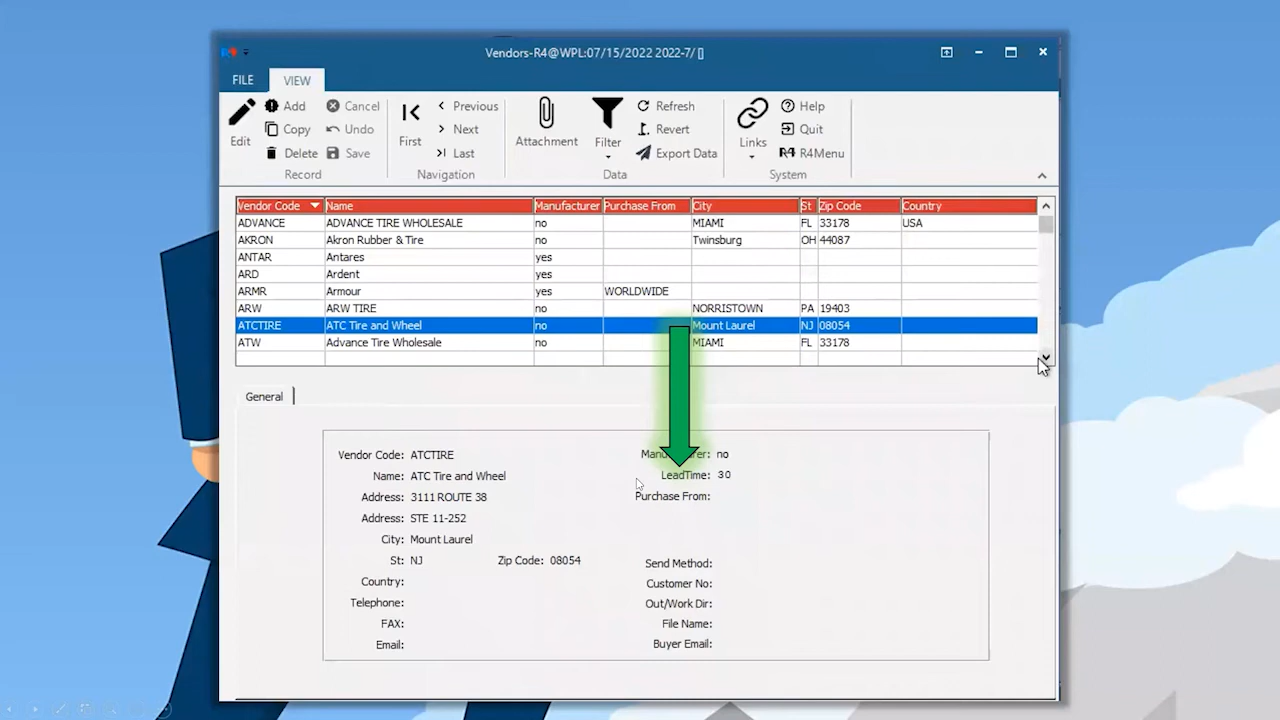 Vendors-R4@WPL:07/15/2022 2022-7/ []
FILE VIEW
Edit Add Copy Delete Cancel Undo Save
Record
First Previous Next Last
Navigation
Attachment Filter Refresh Revert Export Data
Data
Links Help Quit R4 R4Menu
System
Vendor Code Name Manufacturer Purchase From City St Zip Code Country
ADVANCE ADVANCE TIRE WHOLESALE no MIAMI FL 33178 USA
AKRON Akron Rubber & Tire no Twinsburg OH 44087
ANTAR Antares yes
ARD Ardent yes
ARMR Armour yes WORLDWIDE
ARW ARW TIRE no NORRISTOWN PA 19403
ATCTIRE ATC Tire and Wheel no Mount Laurel NJ 08054
ATW Advance Tire Wholesale no MIAMI FL 33178
General
Vendor Code: ATCTIRE
Name: ATC Tire and Wheel
Address: 3111 ROUTE 38
Address: STE 11-252
City: Mount Laurel
St: NJ Zip Code: 08054
Country:
Telephone:
FAX:
Email:
no
LeadTime: 30
Purchase From:
Send Method:
Customer No:
Out/Work Dir:
File Name:
Buyer Email: